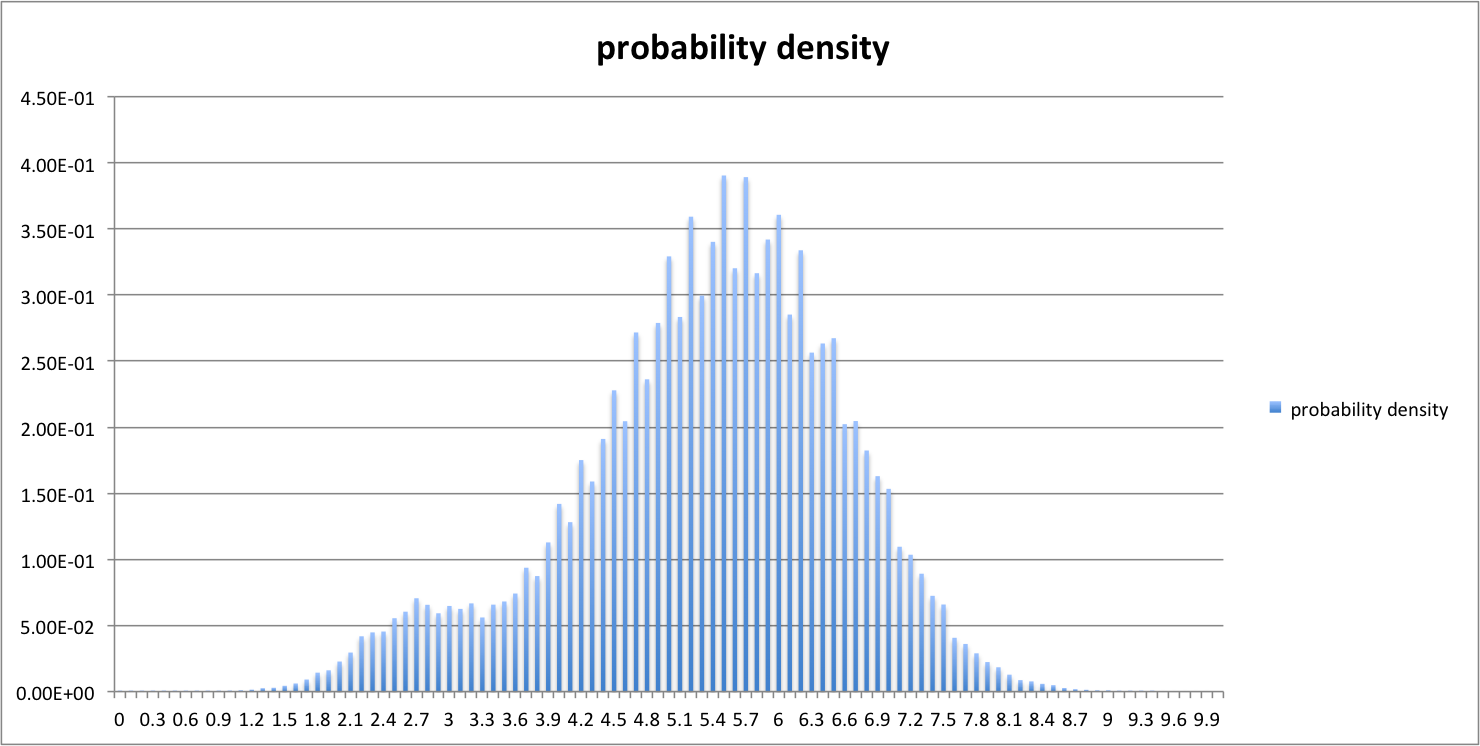 probability density
4.50E-01
4.00E-01
3.50E-01
3.00E-01
2.50E-01
2.00E-01
1.50E-01
1.00E-01
5.00E-02
0.00E+00
0 0.3 0.6 0.9 1.2 1.5 1.8 2.1 2.4 2.7 3 3.3 3.6 3.9 4.2 4.5 4.8 5.1 5.4 5.7 6 6.3 6.6 6.9 7.2 7.5 7.8 8.1 8.4 8.7 9 9.3 9.6 9.9
probability density